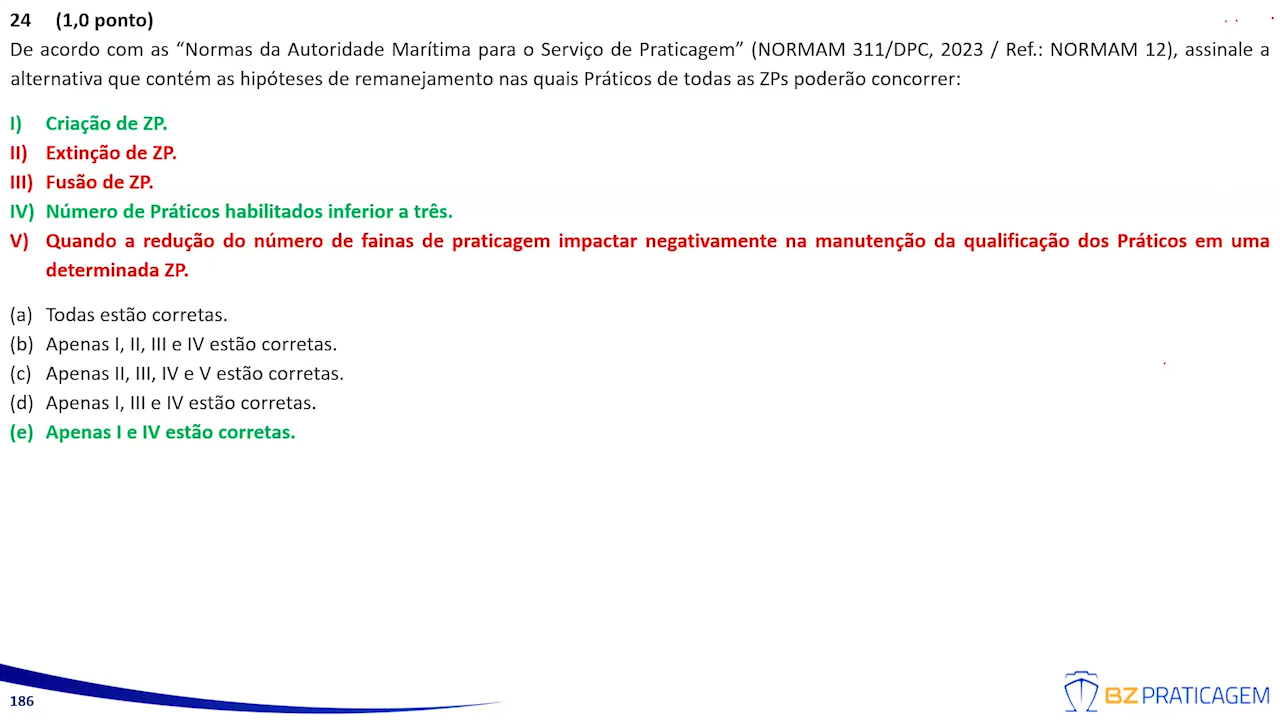 24 (1,0 ponto)
De acordo com as “Normas da Autoridade Marítima para o Serviço de Praticagem” (NORMAM 311/DPC, 2023 / Ref.: NORMAM 12), assinale a
alternativa que contém as hipóteses de remanejamento nas quais Práticos de todas as ZPs poderão concorrer:
I) Criação de ZP.
II) Extinção de ZP.
III) Fusão de ZP.
IV) Número de Práticos habilitados inferior a três.
V) Quando a redução do número de fainas de praticagem impactar negativamente na manutenção da qualificação dos Práticos em uma
determinada ZP.
(a) Todas estão corretas.
(b) Apenas I, II, III e IV estão corretas.
(c) Apenas II, III, IV e V estão corretas.
(d) Apenas I, III e IV estão corretas.
(e) Apenas I e IV estão corretas.
186
BZPRATICAGEM